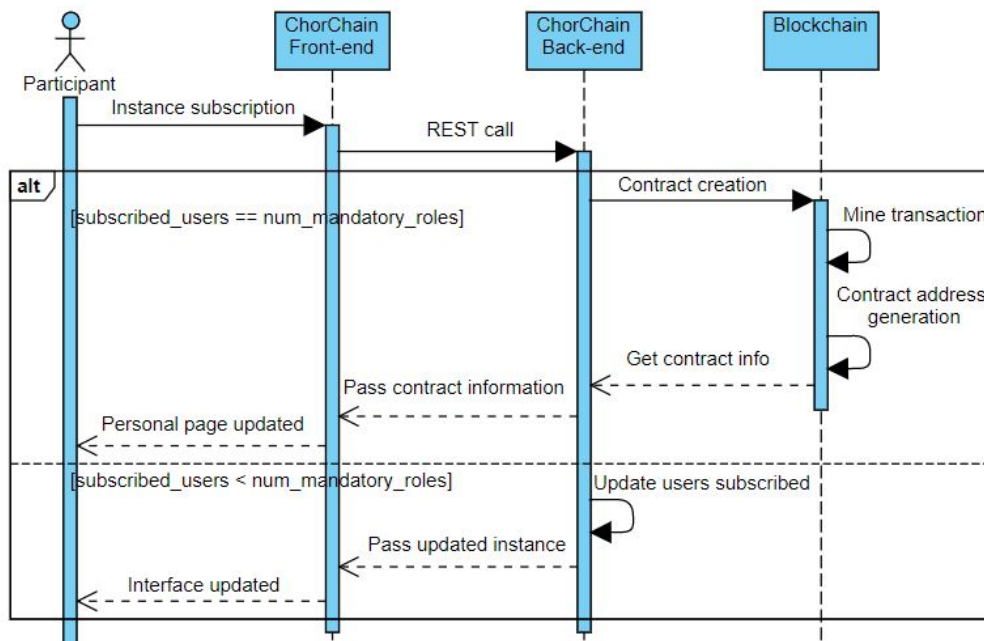 ChorChain
Front-end
ChorChain
Back-end
Blockchain
Participant
Instance subscription
REST call
alt
Contract creation
[subscribed_users == num_mandatory_roles]
Mine transaction
Contract address
generation
Get contract info
Pass contract information
Personal page updated
[subscribed_users < num_mandatory_roles]
Update users subscribed
Pass updated instance
Interface updated